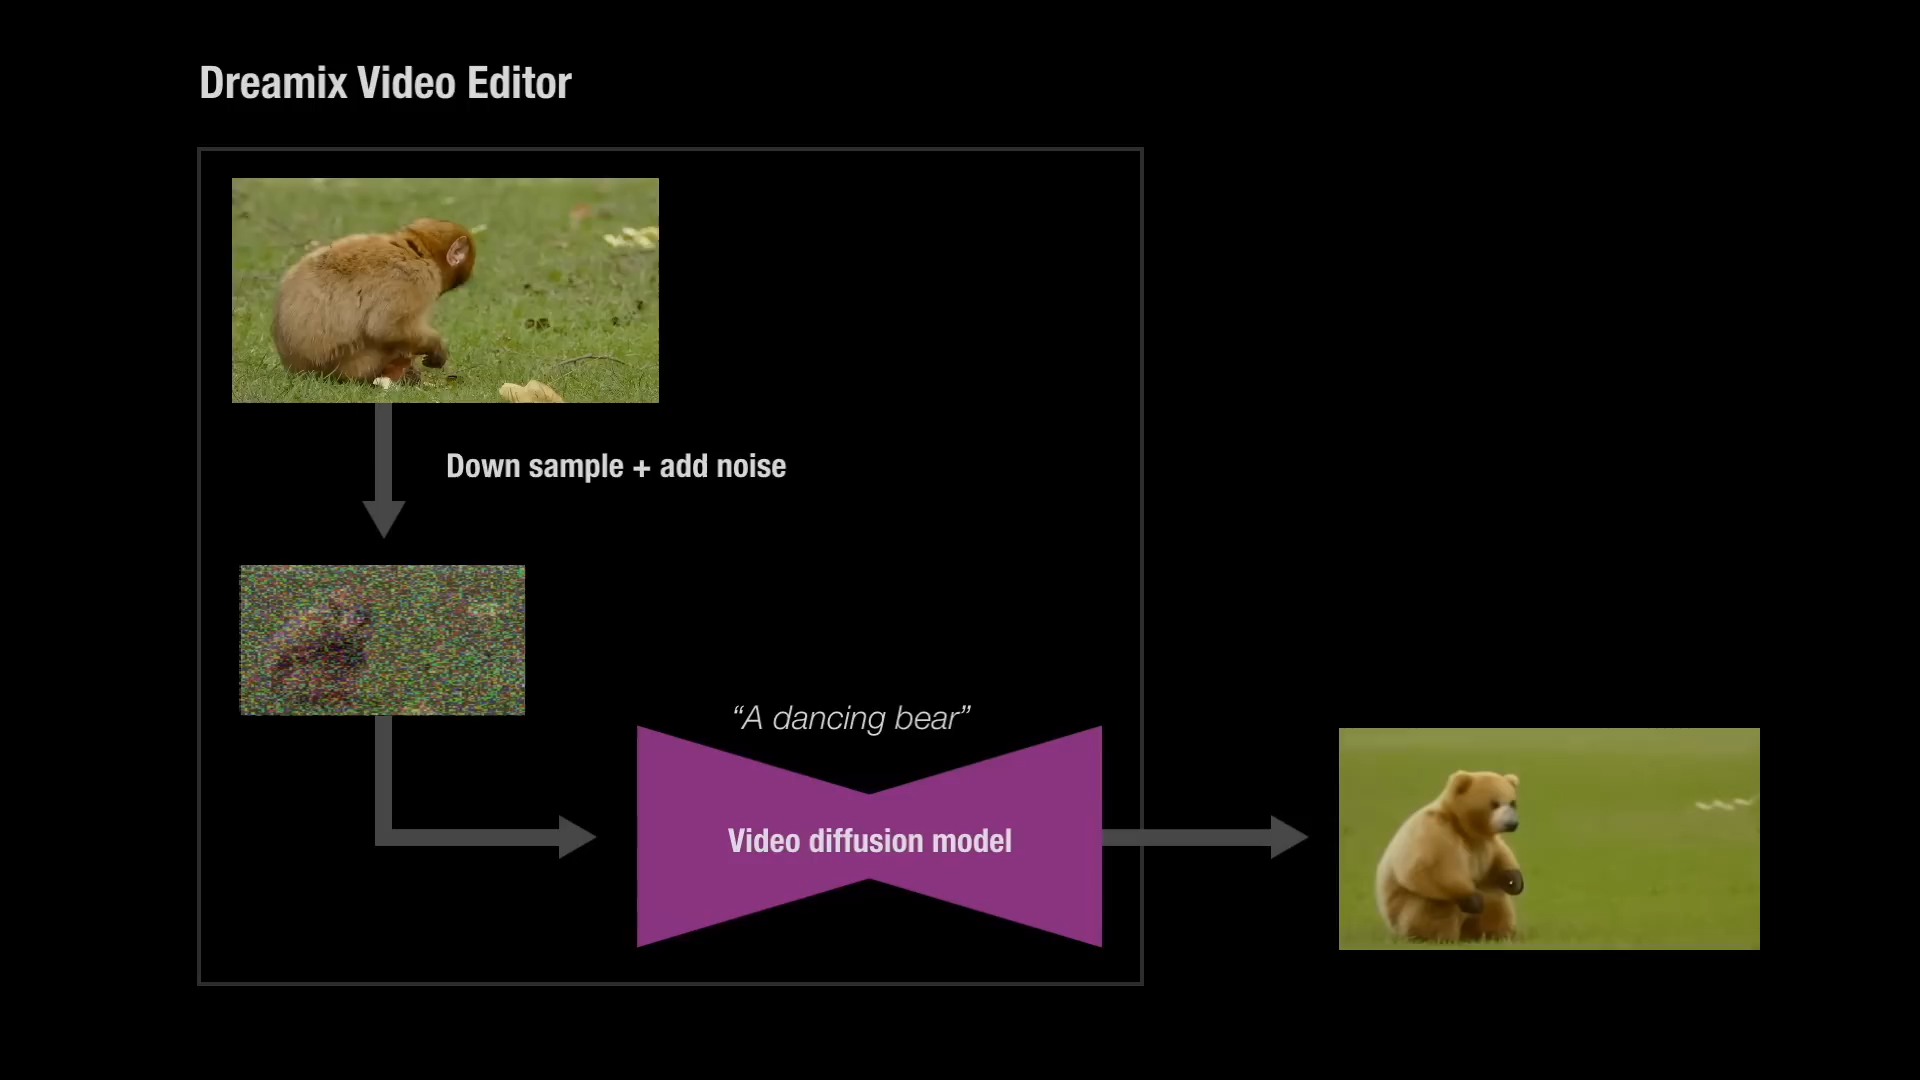 Dreamix Video Editor
Down sample + add noise
“A dancing bear”
Video diffusion model